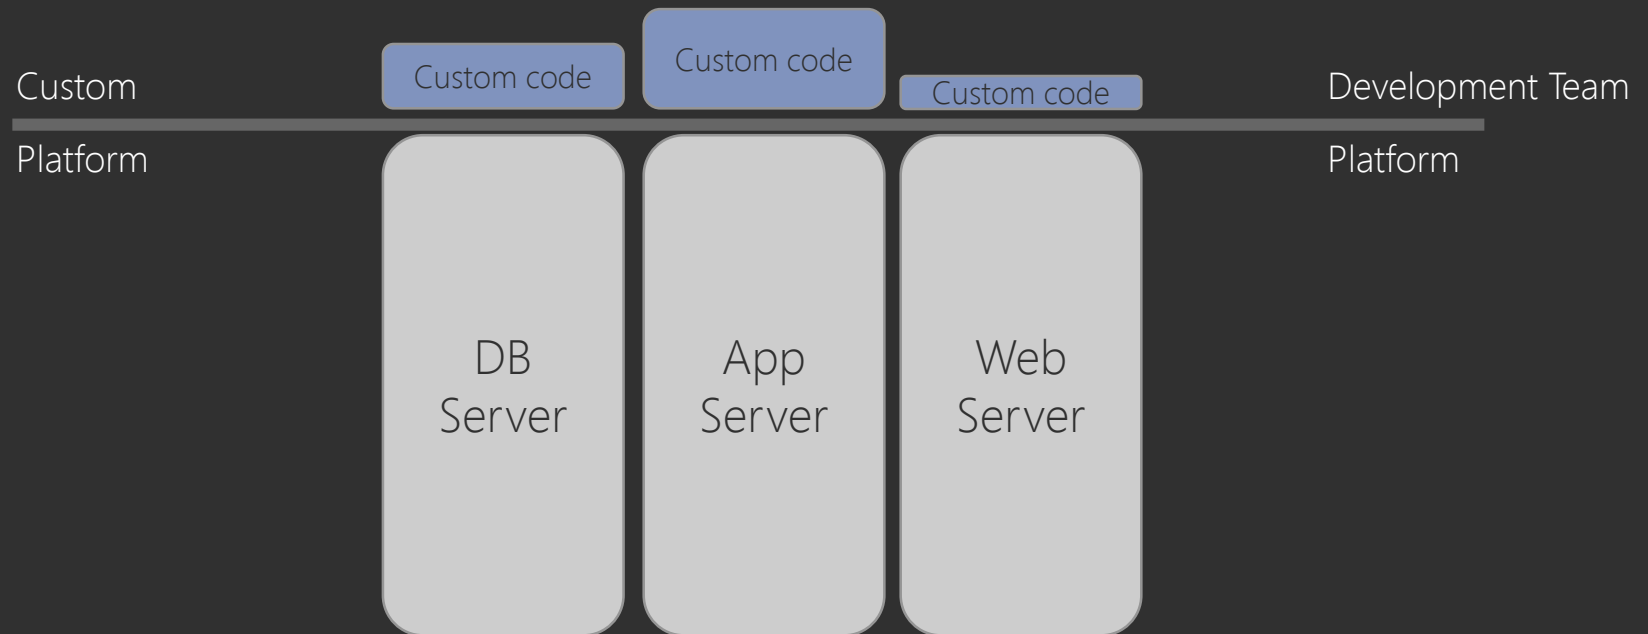 Custom code
Custom code
Custom code
Custom
Development Team
Platform
Platform
DB
Server
App
Server
Web
Server